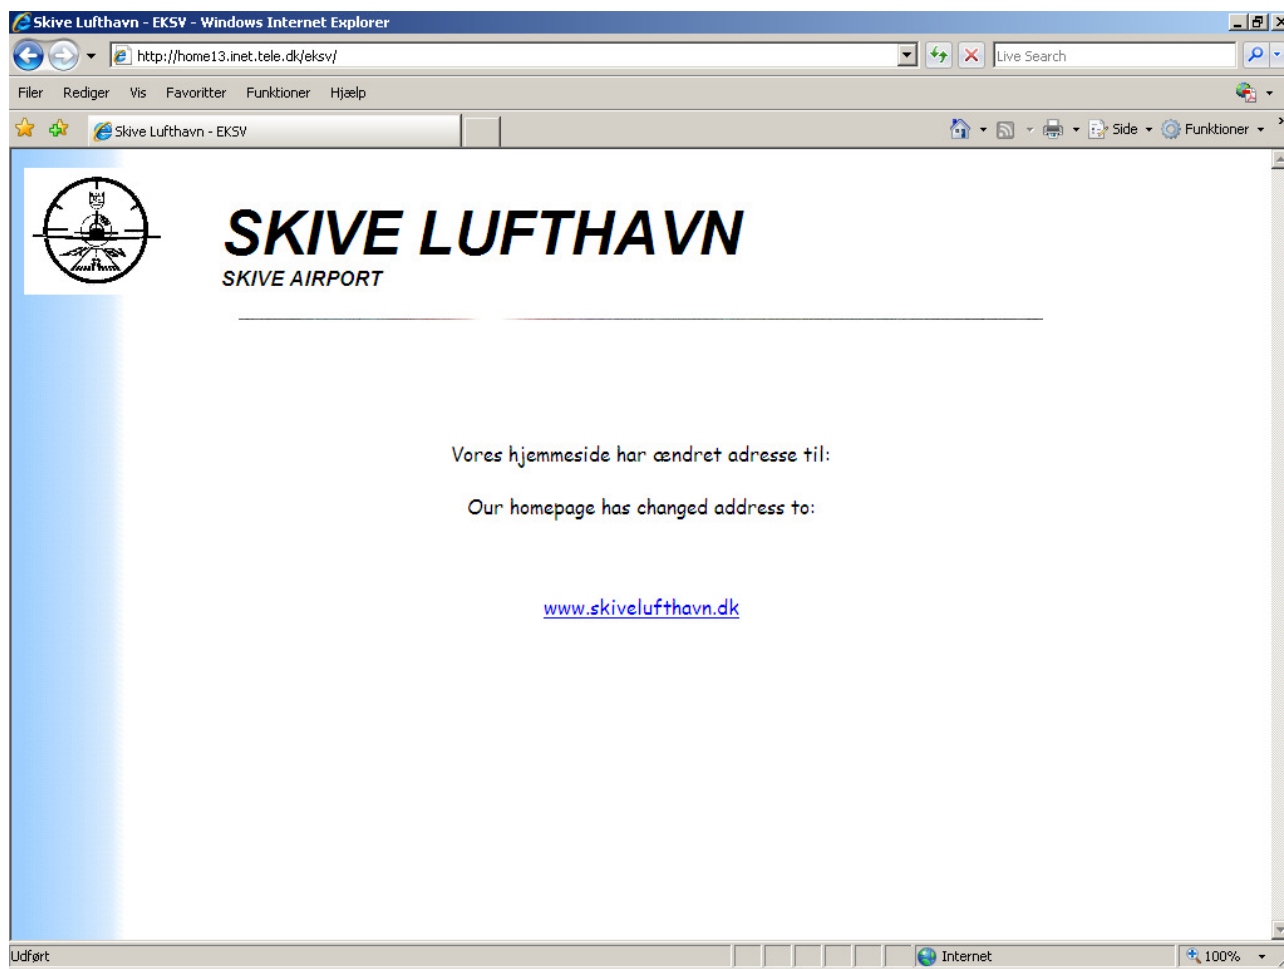 Skive Lufthavn - EKSV - Windows Internet Explorer
http://home13.inet.tele.dk/eksv/
Live Search
Filer Rediger Vis Favoritter Funktioner Hjælp
Skive Lufthavn - EKSV
Side
Funktioner
SKIVE LUFTHAVN
SKIVE AIRPORT
Vores hjemmeside har ændret adresse til:
Our homepage has changed address to:
www.skivelufthavn.dk
Udført
Internet
100%